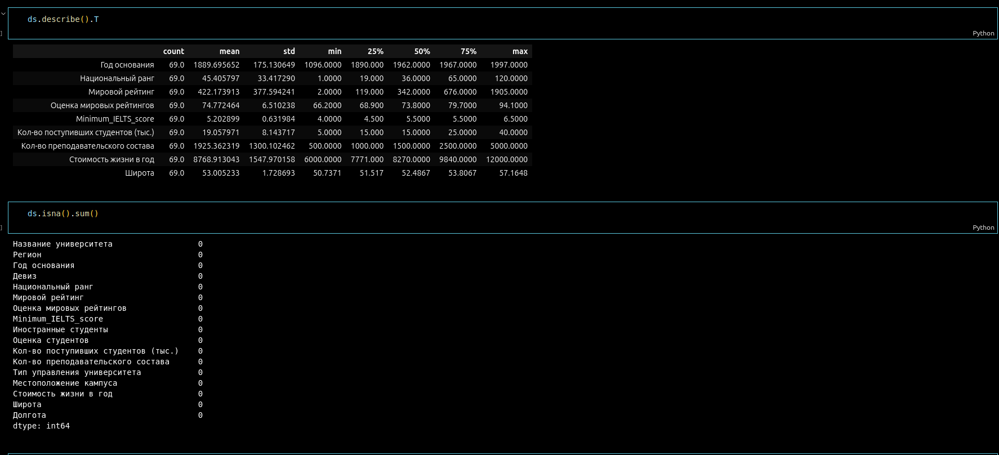 ds.describe().T
]
Python
count mean std min 25% 50% 75% max
Год основания 69.0 1889.695652 175.130649 1096.0000 1890.000 1962.0000 1967.0000 1997.0000
Национальный ранг 69.0 45.405797 33.417290 1.0000 19.000 36.0000 65.0000 120.0000
Мировой рейтинг 69.0 422.173913 377.594241 2.0000 119.000 342.0000 676.0000 1905.0000
Оценка мировых рейтингов 69.0 74.772464 6.510238 66.2000 68.900 73.8000 79.7000 94.1000
Minimum_IELTS_score 69.0 5.202899 0.631984 4.0000 4.500 5.5000 5.5000 6.5000
Кол-во поступивших студентов (тыс.) 69.0 19.057971 8.143717 5.0000 15.000 15.0000 25.0000 40.0000
Кол-во преподавательского состава 69.0 1925.362319 1300.102462 500.0000 1000.000 1500.0000 2500.0000 5000.0000
Стоимость жизни в год 69.0 8768.913043 1547.970158 6000.0000 7771.000 8270.0000 9840.0000 12000.0000
Широта 69.0 53.005233 1.728693 50.7371 51.517 52.4867 53.8067 57.1648
ds.isna().sum()
]
Python
Название университета 0
Регион 0
Год основания 0
Девиз 0
Национальный ранг 0
Мировой рейтинг 0
Оценка мировых рейтингов 0
Minimum_IELTS_score 0
Иностранные студенты 0
Оценка студентов 0
Кол-во поступивших студентов (тыс.) 0
Кол-во преподавательского состава 0
Тип управления университета 0
Местоположение кампуса 0
Стоимость жизни в год 0
Широта 0
Долгота 0
dtype: int64